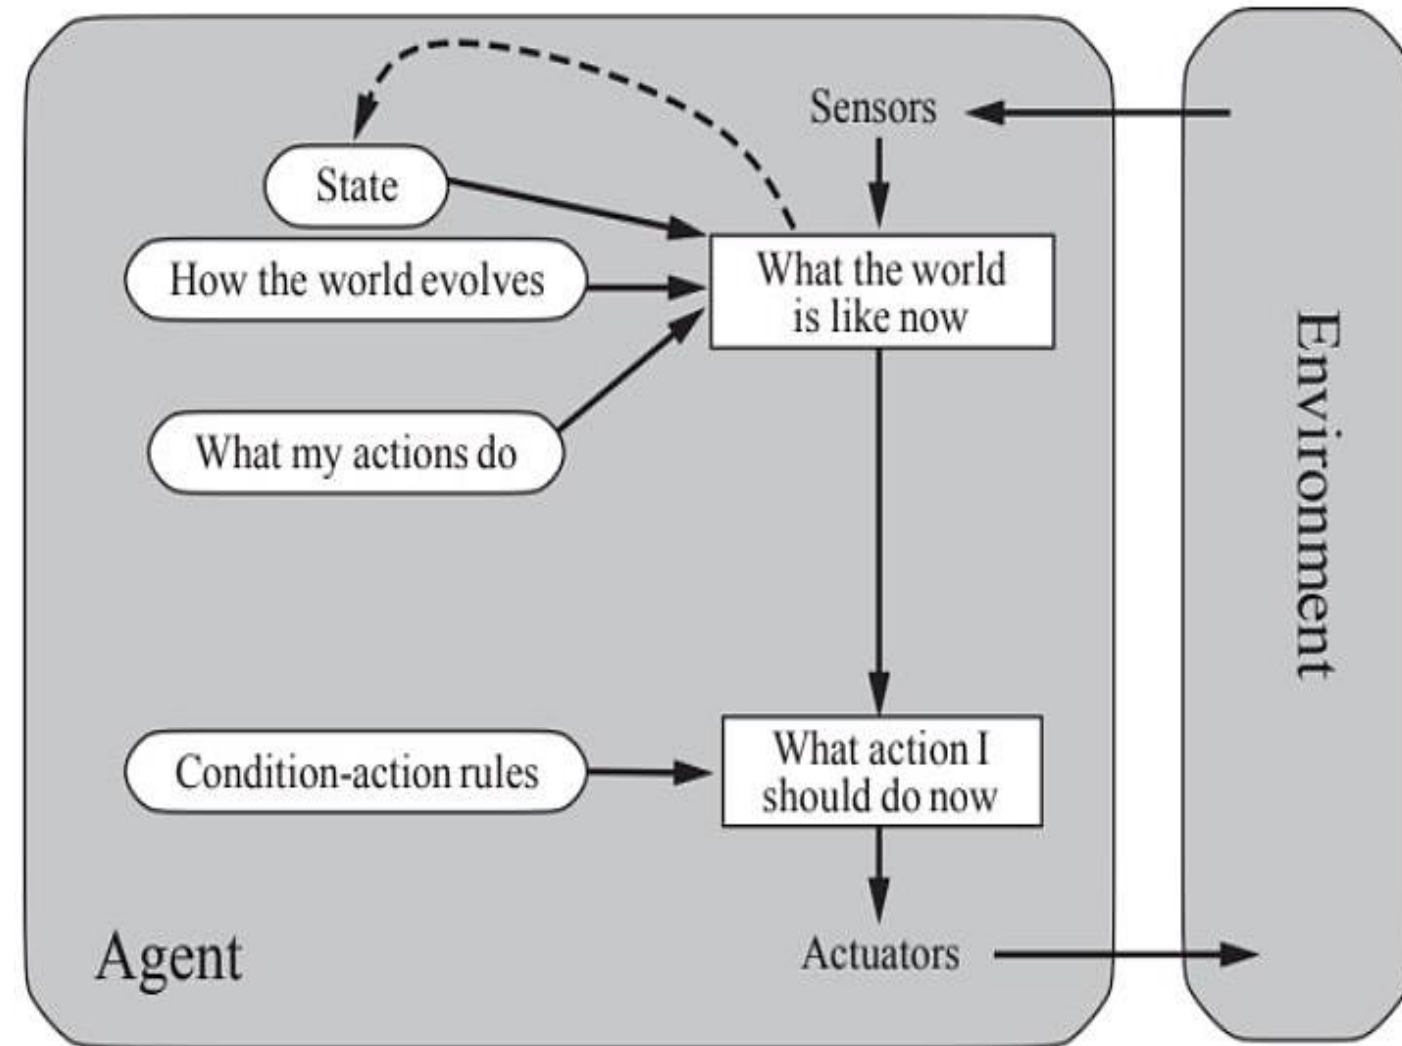 Sensors
State
How the world evolves
What the world
is like now
What my actions do
Environment
Condition-action rules
What action I
should do now
Agent
Actuators